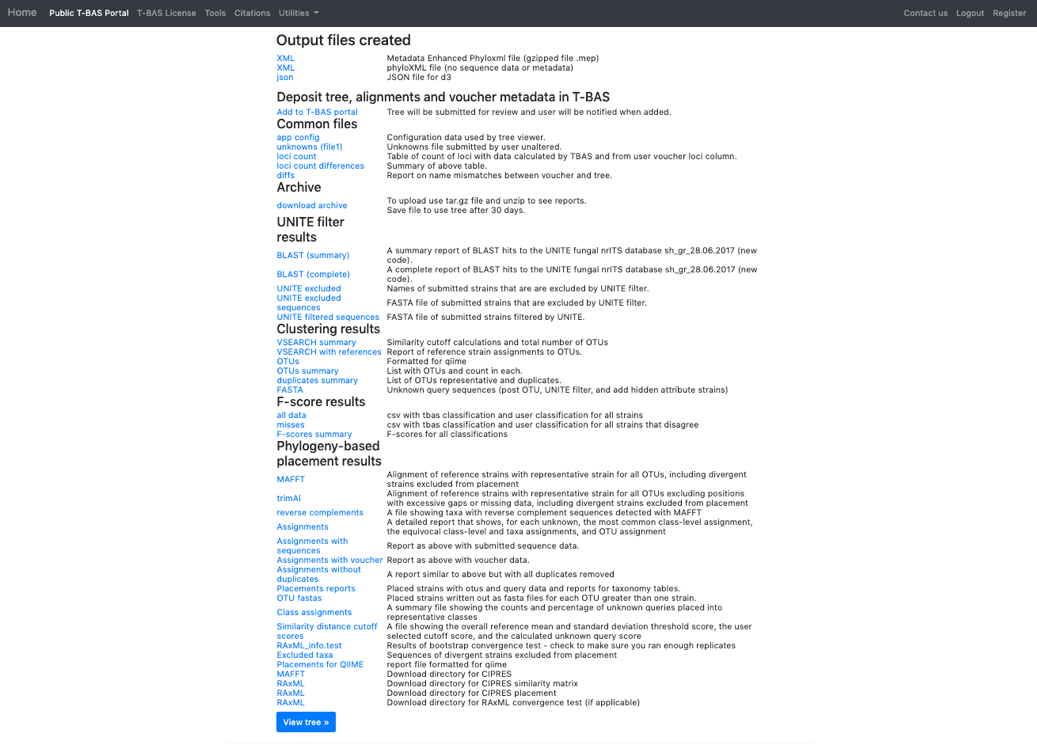 Home Public T-BAS Portal T-BAS License Tools Citations Utilities Contact us Logout Register
Output files created
XML Metadata Enhanced Phyloxml file (gzipped file .mep)
XML phyloXML file (no sequence data or metadata)
json JSON file for d3
Deposit tree, alignments and voucher metadata in T-BAS
Add to T-BAS portal Tree will be submitted for review and user will be notified when added.
Common files
app config Configuration data used by tree viewer.
unknowns (file1) Unknowns file submitted by user unaltered.
loci count Table of count of loci with data calculated by TBAS and from user voucher loci column.
loci count differences Summary of above table.
diffs Report on name mismatches between voucher and tree.
Archive
download archive To upload use tar.gz file and unzip to see reports.
Save file to use tree after 30 days.
UNITE filter
results
BLAST (summary) A summary report of BLAST hits to the UNITE fungal nrITS database sh_gr_28.06.2017 (new
code).
BLAST (complete) A complete report of BLAST hits to the UNITE fungal nrITS database sh_gr_28.06.2017 (new
code).
UNITE excluded Names of submitted strains that are are excluded by UNITE filter.
UNITE excluded
sequences FASTA file of submitted strains that are excluded by UNITE filter.
UNITE filtered sequences FASTA file of submitted strains filtered by UNITE.
Clustering results
VSEARCH summary Similarity cutoff calculations and total number of OTUs
VSEARCH with references Report of reference strain assignments to OTUs.
OTUs Formatted for qiime
OTUs summary List with OTUs and count in each.
duplicates summary List of OTUs representative and duplicates.
FASTA Unknown query sequences (post OTU, UNITE filter, and add hidden attribute strains)
F-score results
all data csv with tbas classification and user classification for all strains
misses csv with tbas classification and user classification for all strains that disagree
F-scores summary F-scores for all classifications
Phylogeny-based
placement results
MAFFT Alignment of reference strains with representative strain for all OTUs, including divergent
strains excluded from placement
trimAl Alignment of reference strains with representative strain for all OTUs excluding positions
with excessive gaps or missing data, including divergent strains excluded from placement
reverse complements A file showing taxa with reverse complement sequences detected with MAFFT
Assignments A detailed report that shows, for each unknown, the most common class-level assignment,
the equivocal class-level and taxa assignments, and OTU assignment
Assignments with
sequences Report as above with submitted sequence data.
Assignments with voucher Report as above with voucher data.
Assignments without
duplicates A report similar to above but with all duplicates removed
Placements reports Placed strains with otus and query data and reports for taxonomy tables.
OTU fastas Placed strains written out as fasta files for each OTU greater than one strain.
Class assignments A summary file showing the counts and percentage of unknown queries placed into
representative classes
Similarity distance cutoff A file showing the overall reference mean and standard deviation threshold score, the user
scores selected cutoff score, and the calculated unknown query score
RAxML_info.test Results of bootstrap convergence test - check to make sure you ran enough replicates
Excluded taxa Sequences of divergent strains excluded from placement
Placements for QIIME report file formatted for qiime
MAFFT Download directory for CIPRES
RAxML Download directory for CIPRES similarity matrix
RAxML Download directory for CIPRES placement
RAxML Download directory for RAxML convergence test (if applicable)
View tree »